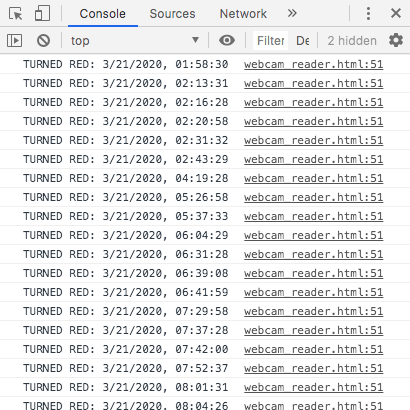 Console Sources Network »
top Filter De 2 hidden
TURNED RED: 3/21/2020, 01:58:30 webcam_reader.html:51
TURNED RED: 3/21/2020, 02:13:31 webcam_reader.html:51
TURNED RED: 3/21/2020, 02:16:28 webcam_reader.html:51
TURNED RED: 3/21/2020, 02:20:58 webcam_reader.html:51
TURNED RED: 3/21/2020, 02:31:32 webcam_reader.html:51
TURNED RED: 3/21/2020, 02:43:29 webcam_reader.html:51
TURNED RED: 3/21/2020, 04:19:28 webcam_reader.html:51
TURNED RED: 3/21/2020, 05:26:58 webcam_reader.html:51
TURNED RED: 3/21/2020, 05:37:33 webcam_reader.html:51
TURNED RED: 3/21/2020, 06:04:29 webcam_reader.html:51
TURNED RED: 3/21/2020, 06:31:28 webcam_reader.html:51
TURNED RED: 3/21/2020, 06:39:08 webcam_reader.html:51
TURNED RED: 3/21/2020, 06:41:59 webcam_reader.html:51
TURNED RED: 3/21/2020, 07:29:58 webcam_reader.html:51
TURNED RED: 3/21/2020, 07:37:28 webcam_reader.html:51
TURNED RED: 3/21/2020, 07:42:00 webcam_reader.html:51
TURNED RED: 3/21/2020, 07:52:37 webcam_reader.html:51
TURNED RED: 3/21/2020, 08:01:31 webcam_reader.html:51
TURNED RED: 3/21/2020, 08:04:26 webcam_reader.html:51